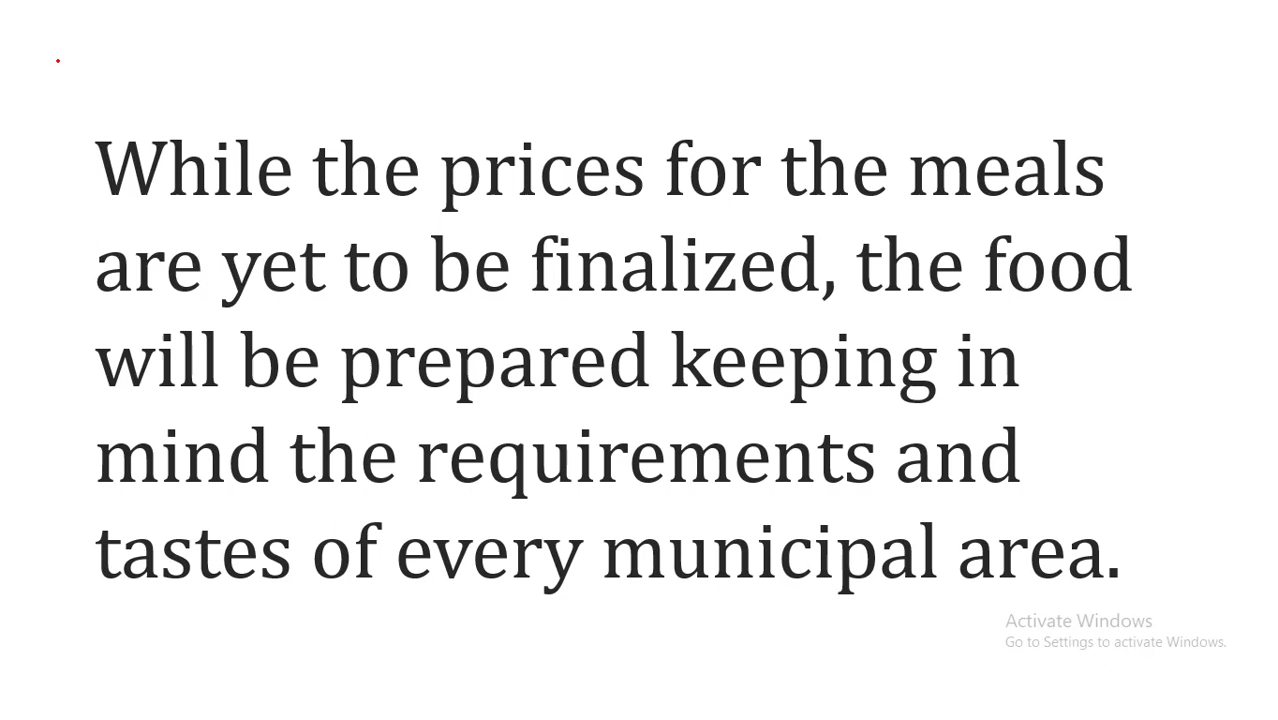 While the prices for the meals
are yet to be finalized, the food
will be prepared keeping in
mind the requirements and
tastes of every municipal area.
Activate Windows
Go to Settings to activate Windows.